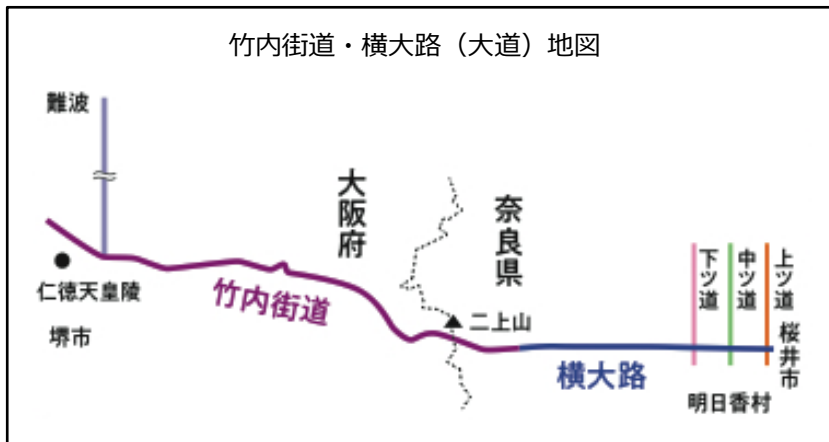 竹内街道・横大路（大道）地図
難波
大阪府
奈良県
仁徳天皇陵
堺市
竹内街道
二上山
横大路
下ツ道
中ツ道
上ツ道
桜井市
明日香村